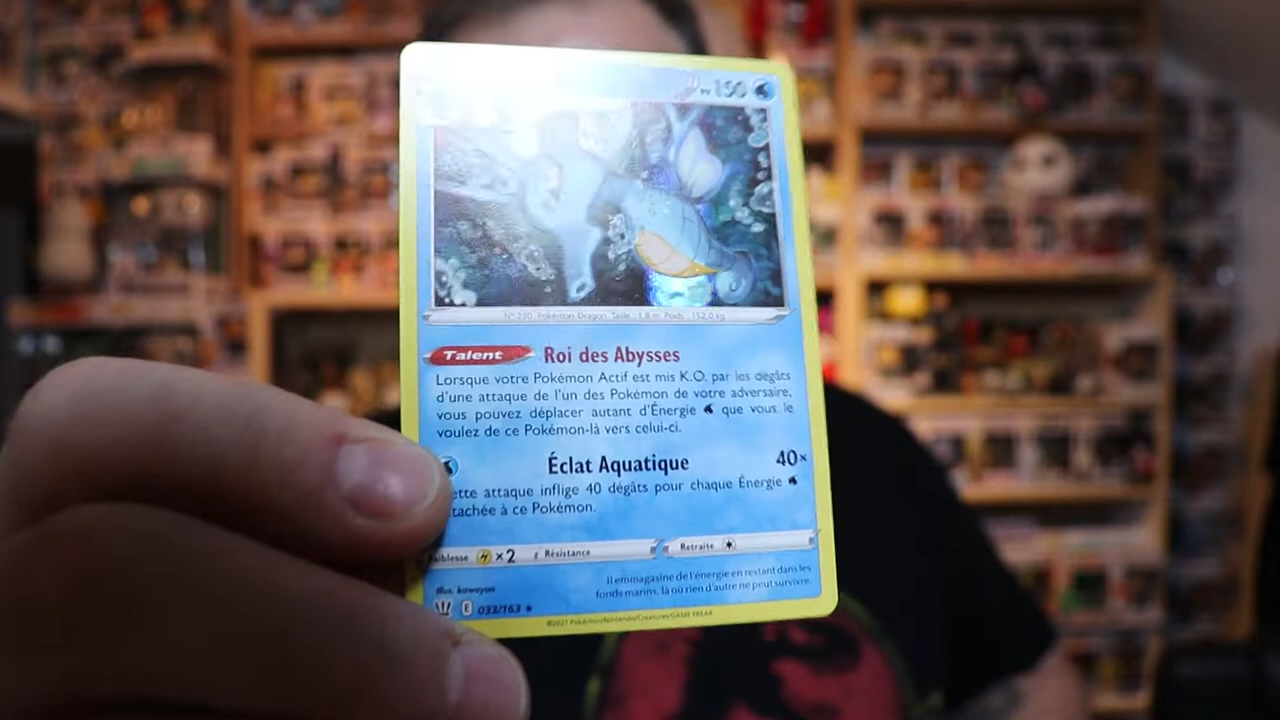 PV 150
N° 230 Pokémon Dragon Taille : 1,8 m Poids : 152,0 kg
Talent Roi des Abysses
Lorsque votre Pokémon Actif est mis K.O. par les dégâts
d'une attaque de l'un des Pokémon de votre adversaire,
vous pouvez déplacer autant d'Énergie que vous le
voulez de ce Pokémon-là vers celui-ci.
Éclat Aquatique 40×
ette attaque inflige 40 dégâts pour chaque Énergie
tachée à ce Pokémon.
aiblesse ×2 Résistance Retraite
Il emmagasine de l'énergie en restant dans les
fonds marins, là où rien d'autre ne peut survivre.
Illus. kawayoo
E 033/163 ★
©2021 Pokémon/Nintendo/Creatures/GAME FREAK